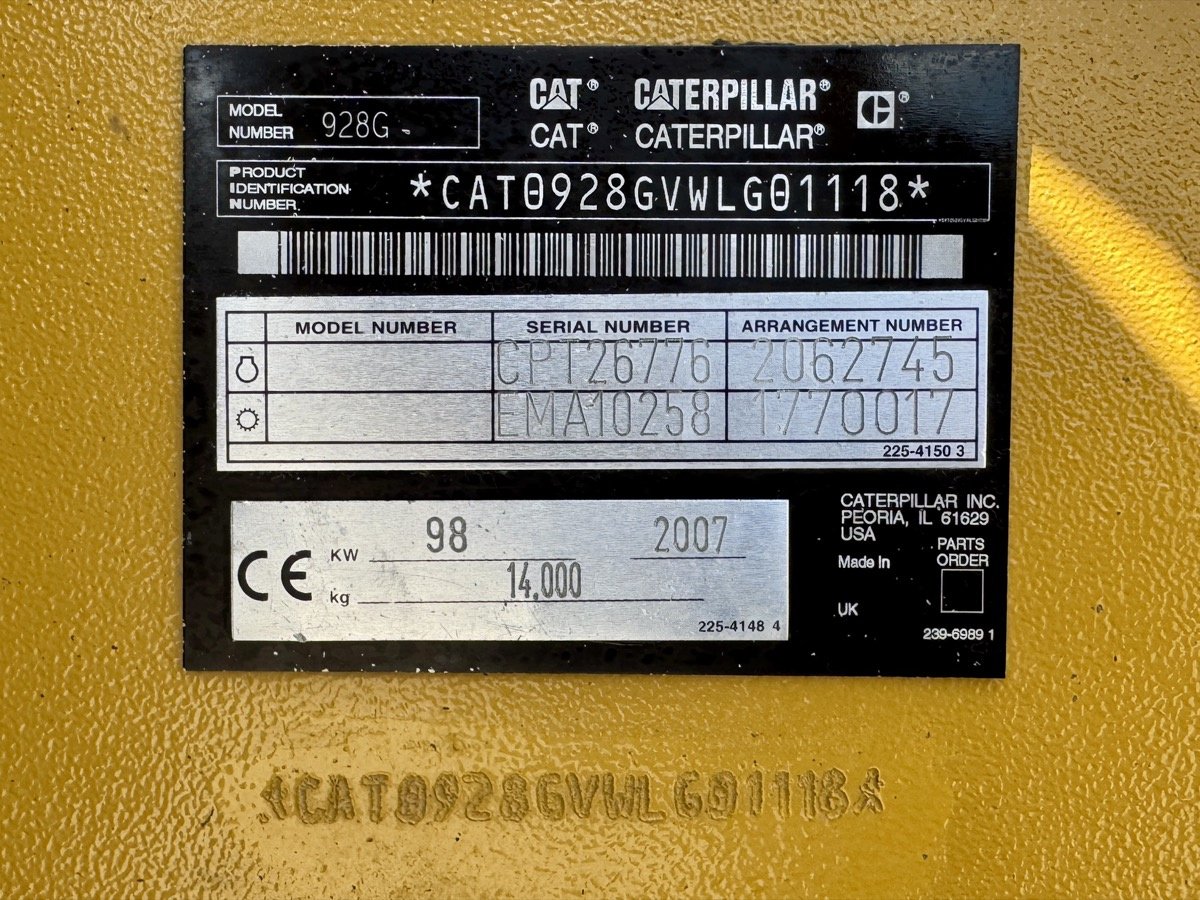 CAT® CATERPILLAR® ®
MODEL
NUMBER 928G
CAT® CATERPILLAR®
PRODUCT
IDENTIFICATION
NUMBER
*CAT0928GVWLG01118*
MODEL NUMBER SERIAL NUMBER ARRANGEMENT NUMBER
CPT26776 2062745
EMA10258 1770017
225-4150 3
CE KW 98 2007
kg 14,000
225-4148 4
CATERPILLAR INC.
PEORIA, IL 61629
USA
Made in
UK
PARTS
ORDER
239-6989 1
*CAT0928GVWLG01118*